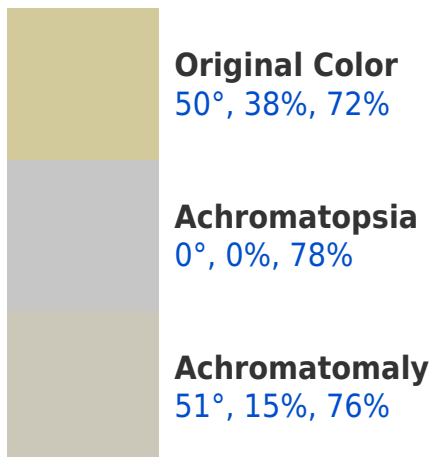 Original Color
50°, 38%, 72%
Achromatopsia
0°, 0%, 78%
Achromatomaly
51°, 15%, 76%